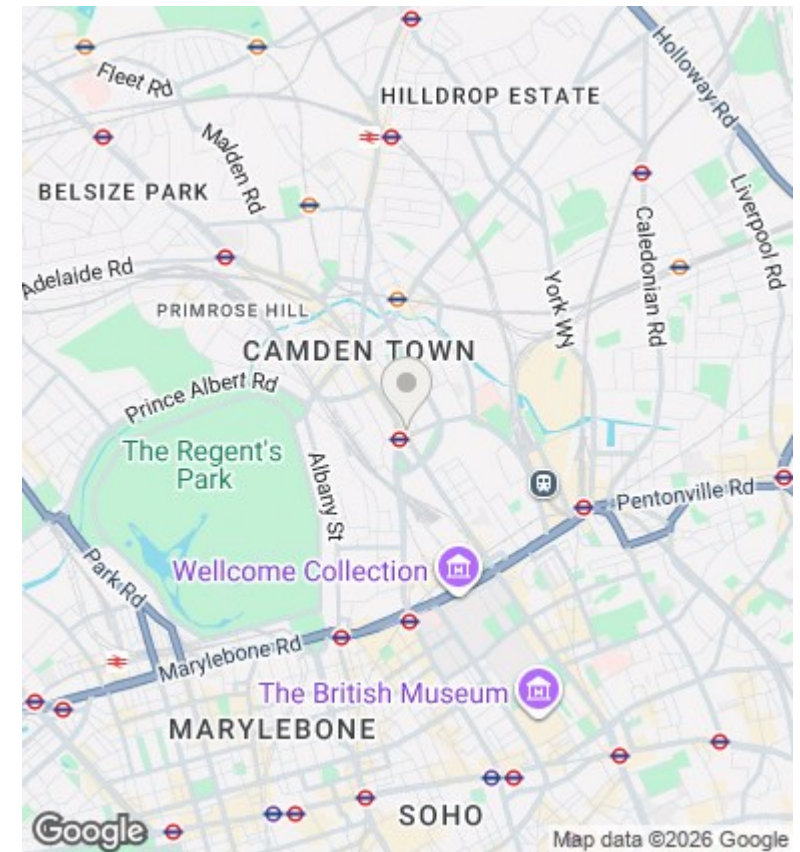 Fleet Rd
Holloway Rd
HILLDROP ESTATE
Malden Rd
BELSIZE PARK
Liverpool Rd
Caledonian Rd
Adelaide Rd
York Wy
PRIMROSE HILL
CAMDEN TOWN
Prince Albert Rd
The Regent's
Park
Albany St
Pentonville Rd
Wellcome Collection
Park Rd
Marylebone Rd
The British Museum
MARYLEBONE
SOHO
Google
Map data ©2026 Google